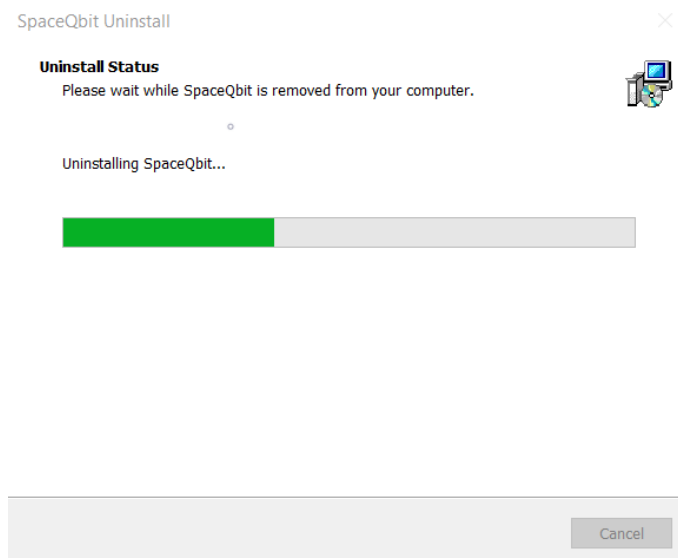 SpaceQbit Uninstall
Uninstall Status
Please wait while SpaceQbit is removed from your computer.
Uninstalling SpaceQbit...
Cancel